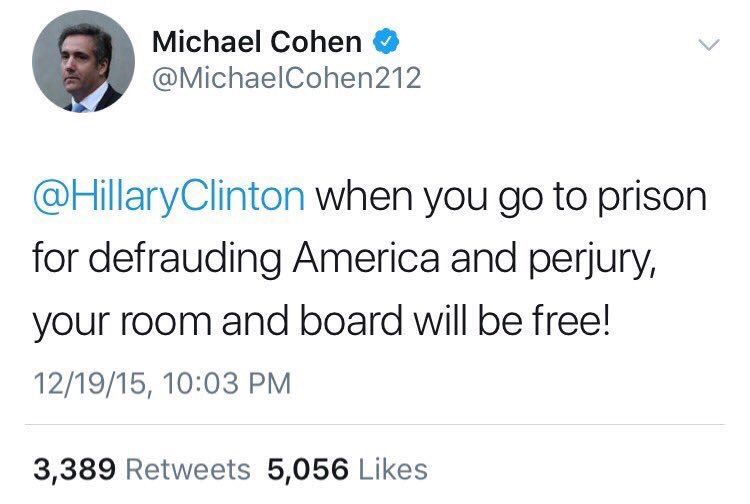 Michael Cohen
@MichaelCohen212
@HillaryClinton when you go to prison
for defrauding America and perjury,
your room and board will be free!
12/19/15, 10:03 PM
3,389 Retweets 5,056 Likes